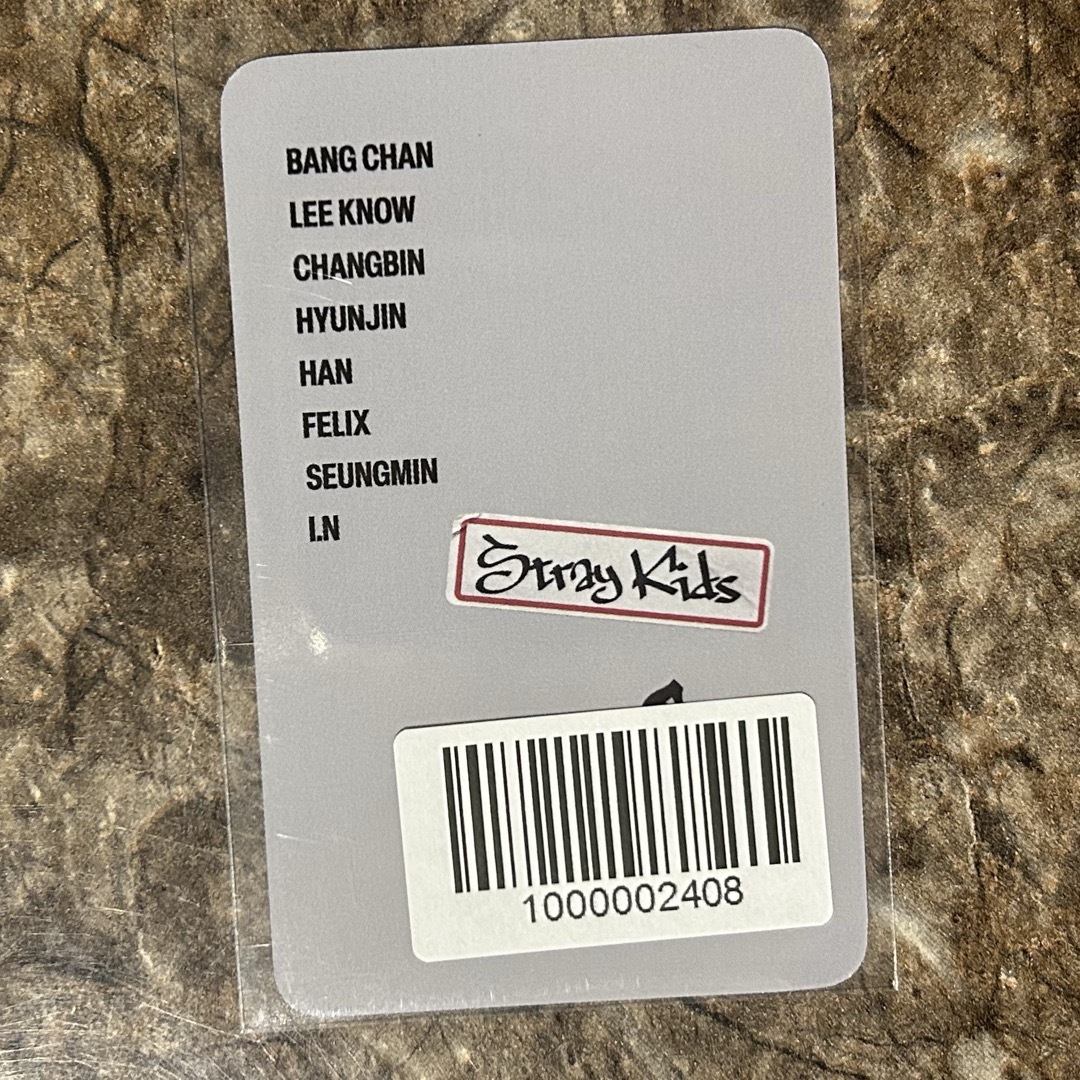 BANG CHAN
LEE KNOW
CHANGBIN
HYUNJIN
HAN
FELIX
SEUNGMIN
I.N
Stray Kids
1000002408